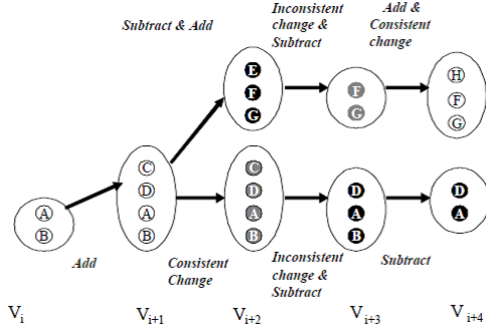 Subtract & Add
Inconsistent
change &
Subtract
Add &
Consistent
change
E
F
G
F
G
H
F
G
C
D
A
B
C
D
A
B
D
A
B
D
A
A
B
Add
Consistent
Change
Inconsistent
change &
Subtract
Subtract
Vi
Vi+1
Vi+2
Vi+3
Vi+4